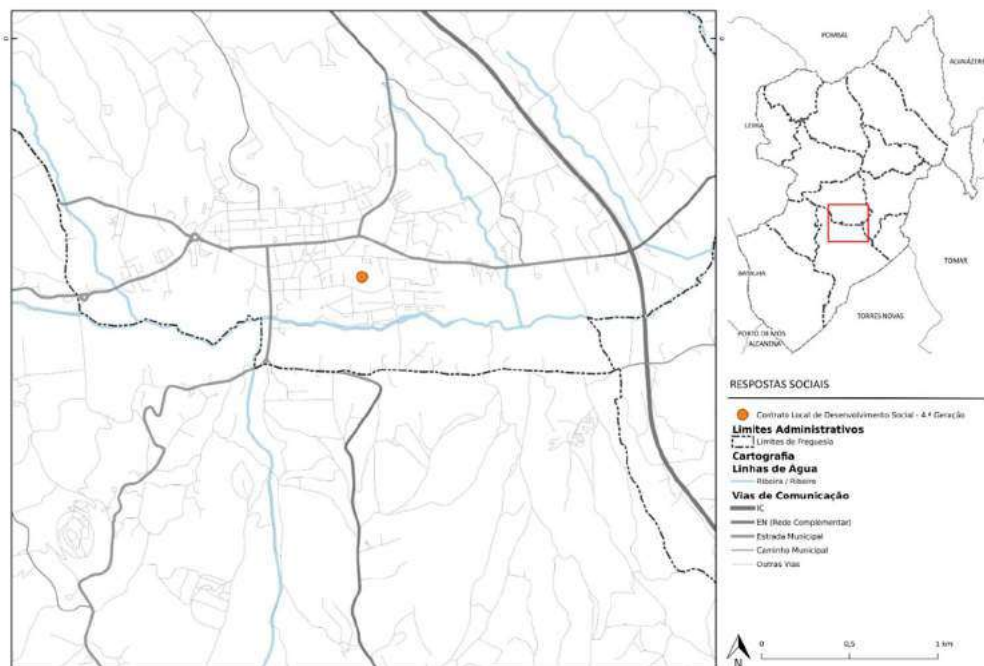 POMBAL
ALVAIÁZERE
LEIRIA
BATALHA
TOMAR
PORTO DE MÓS
ALCANENA
TORRES NOVAS
RESPOSTAS SOCIAIS
Contrato Local de Desenvolvimento Social - 4.ª Geração
Limites Administrativos
Limites de Freguesia
Cartografia
Linhas de Água
Ribeira / Ribeiro
Vias de Comunicação
IC
EN (Rede Complementar)
Estrada Municipal
Caminho Municipal
Outras Vias
0 0,5 1 km
N